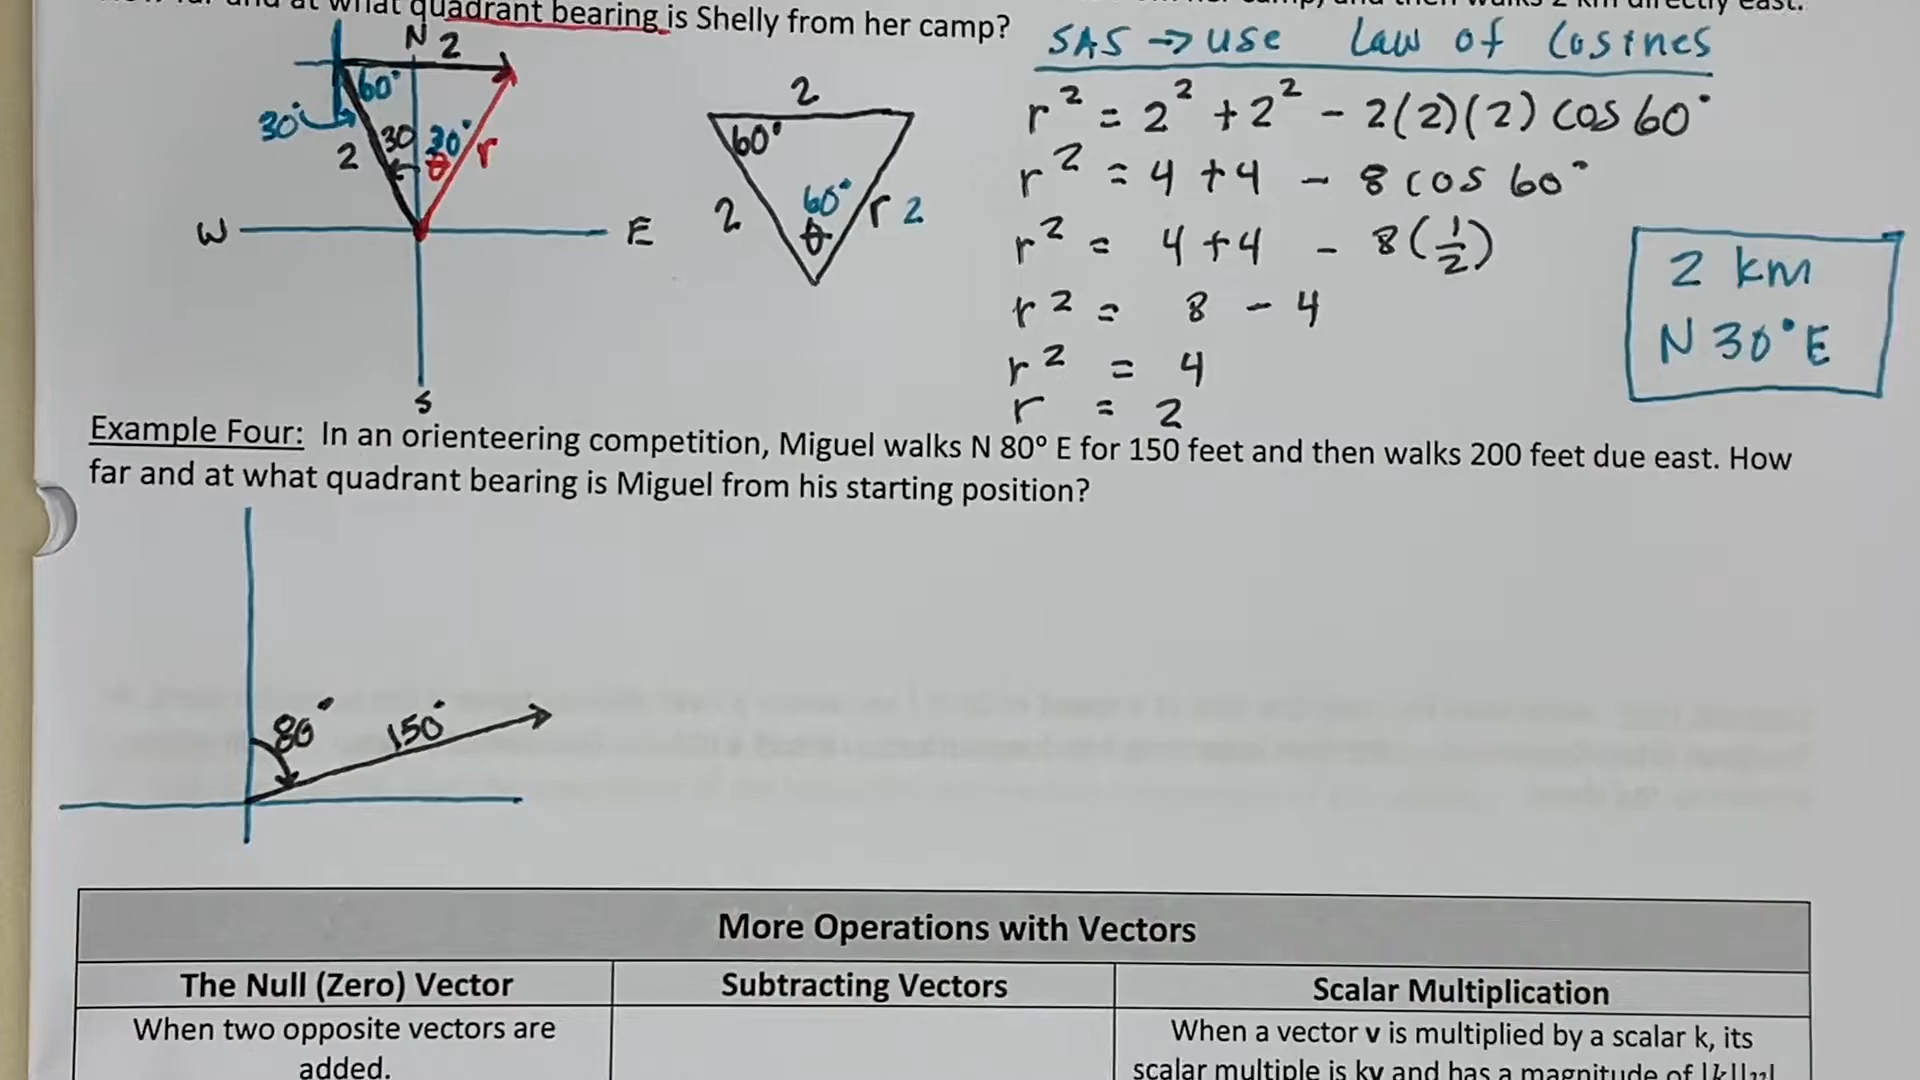 what quadrant bearing is Shelly from her camp?
directly east.
N 2
60°
30°
30 30°
2 θ r
W E
S
2
60°
60°
2 θ r 2
SAS → use Law of Cosines
r² = 2² + 2² - 2(2)(2) cos 60°
r² = 4 + 4 - 8 cos 60°
r² = 4 + 4 - 8(1/2)
r² = 8 - 4
r² = 4
r = 2
2 km
N 30° E
Example Four: In an orienteering competition, Miguel walks N 80° E for 150 feet and then walks 200 feet due east. How
far and at what quadrant bearing is Miguel from his starting position?
80° 150°
More Operations with Vectors
The Null (Zero) Vector Subtracting Vectors Scalar Multiplication
When two opposite vectors are
added.
When a vector v is multiplied by a scalar k, its
scalar multiple is kv and has a magnitude of |k||v|